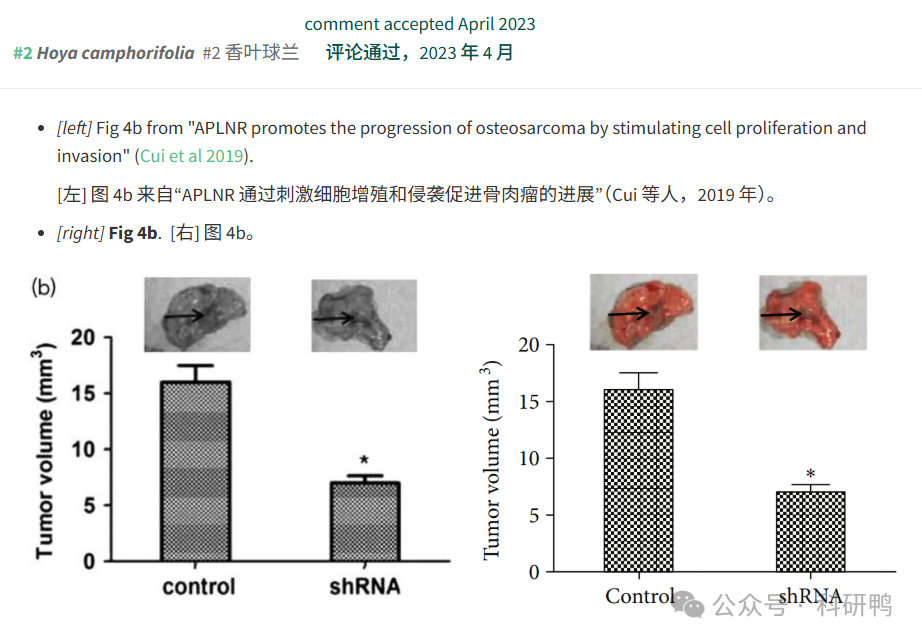 comment accepted April 2023
#2 Hoya camphorifolia #2 香叶球兰 评论通过，2023 年 4 月
[left] Fig 4b from "APLNR promotes the progression of osteosarcoma by stimulating cell proliferation and
invasion" (Cui et al 2019).
[左] 图 4b 来自“APLNR 通过刺激细胞增殖和侵袭促进骨肉瘤的进展”（Cui 等人，2019 年）。
[right] Fig 4b. [右] 图 4b。
(b)
Tumor volume (mm³)
20
15
10
5
0
*
control shRNA
Tumor volume (mm³)
20
15
10
5
0
*
Control shRNA
公众号 · 科研鸭